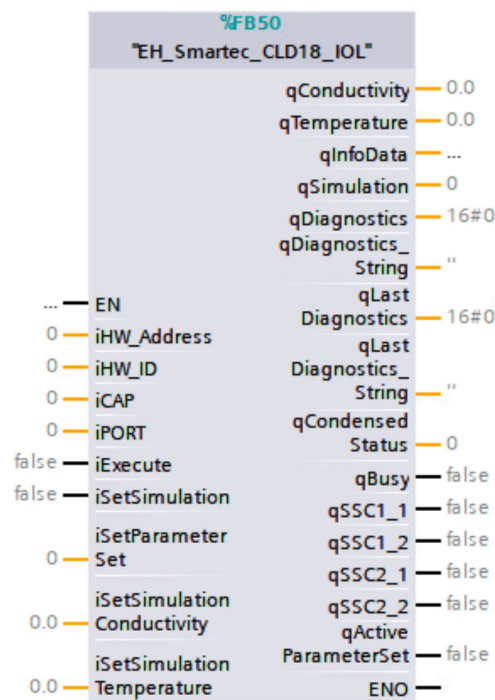 %FB50
"EH_Smartec_CLD18_IOL"
qConductivity 0.0
qTemperature 0.0
qInfoData ...
qSimulation 0
qDiagnostics 16#0
qDiagnostics_
String ''
... EN
qLast
Diagnostics 16#0
0 iHW_Address
qLast
Diagnostics_
String ''
0 iHW_ID
0 iCAP
qCondensed
Status 0
0 iPORT
false iExecute
qBusy false
false iSetSimulation
qSSC1_1 false
qSSC1_2 false
iSetParameter
0 Set
qSSC2_1 false
qSSC2_2 false
iSetSimulation
0.0 Conductivity
qActive
ParameterSet false
iSetSimulation
0.0 Temperature
ENO